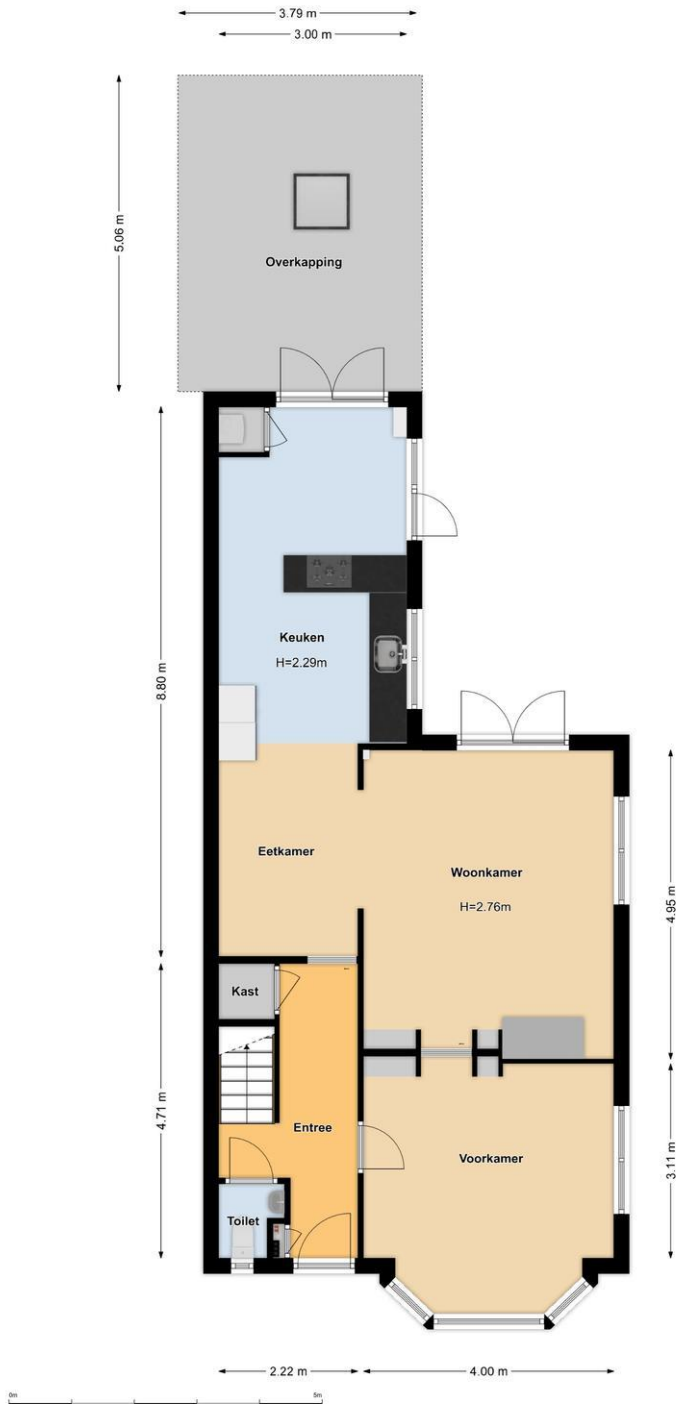 3.79 m
3.00 m
5.06 m
Overkapping
8.80 m
Keuken
H=2.29m
Eetkamer
Woonkamer
H=2.76m
4.95 m
Kast
4.71 m
Entree
Voorkamer
3.11 m
Toilet
2.22 m
4.00 m
0m
5m